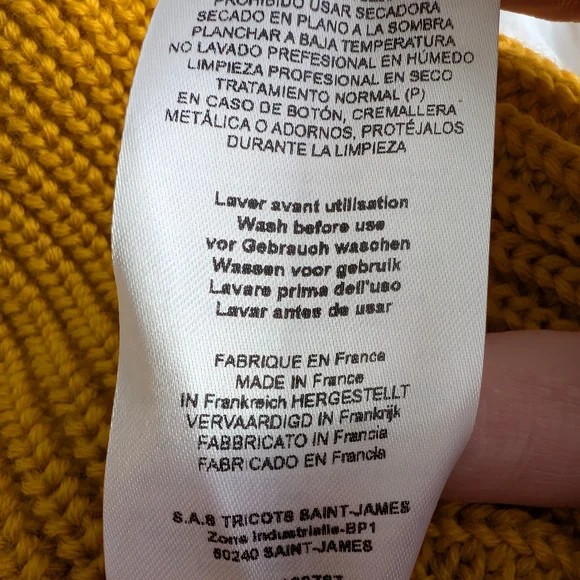 PROHIBIDO USAR SECADORA
SECADO EN PLANO A LA SOMBRA
PLANCHAR A BAJA TEMPERATURA
NO LAVADO PREFESIONAL EN HÚMEDO
LIMPIEZA PROFESIONAL EN SECO
TRATAMIENTO NORMAL (P)
EN CASO DE BOTÓN, CREMALLERA
METÁLICA O ADORNOS, PROTÉJALOS
DURANTE LA LIMPIEZA
Laver avant utilisation
Wash before use
vor Gebrauch waschen
Wassen voor gebruik
Lavare prima dell'uso
Lavar antes de usar
FABRIQUE EN France
MADE IN France
IN Frankreich HERGESTELLT
VERVAARDIGD IN Frankrijk
FABBRICATO IN Francia
FABRICADO EN Francia
S.A.S TRICOTS SAINT-JAMES
Zone Industrielle-BP1
50240 SAINT-JAMES